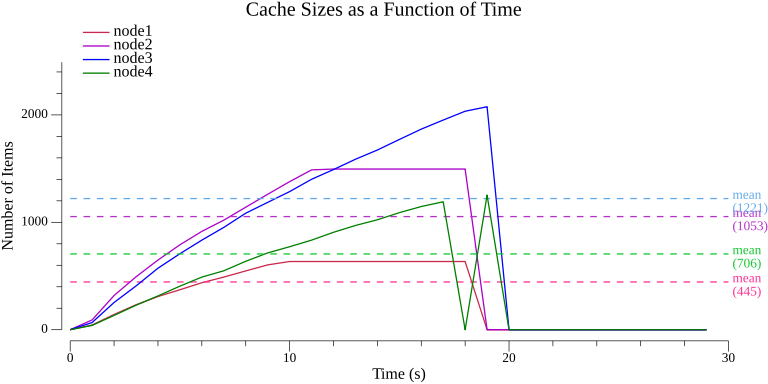 Cache Sizes as a Function of Time
node1
node2
node3
node4
Number of Items
2000
1000
0
mean
(1221)
mean
(1053)
mean
(706)
mean
(445)
0
10
20
30
Time (s)